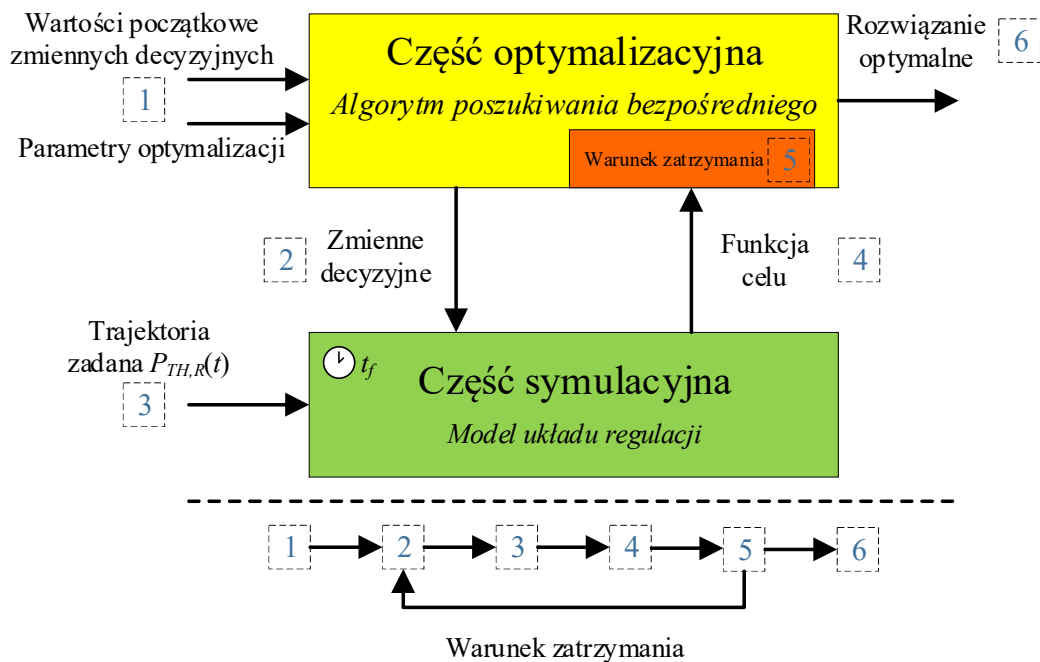 Wartości początkowe
zmiennych decyzyjnych
1
Parametry optymalizacji
Część optymalizacyjna
Algorytm poszukiwania bezpośredniego
Warunek zatrzymania 5
Rozwiązanie
optymalne
6
2
Zmienne
decyzyjne
Funkcja
celu
4
Trajektoria
zadana P_TH,R(t)
3
t_f
Część symulacyjna
Model układu regulacji
1 2 3 4 5 6
Warunek zatrzymania